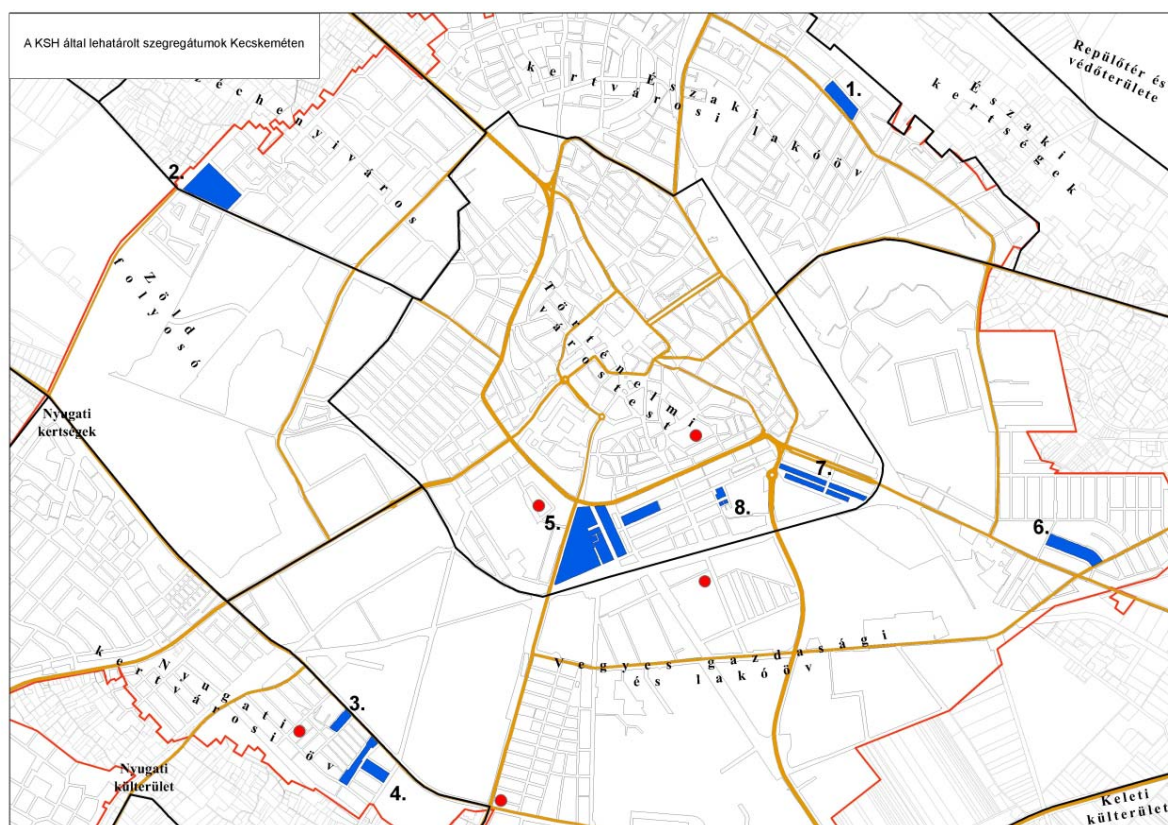 A KSH által lehatárolt szegregátumok Kecskeméten
Repülőtér és
védőterülete
Északi
kertségek
Északi
kertvárosi lakóöv
1.
Széchenyiváros
2.
Zöld
folyosó
Történelmi
várostest
Nyugati
kertségek
7.
8.
5.
6.
Vegyes gazdasági
és lakóöv
Nyugati
kertvárosi öv
3.
4.
Nyugati
külterület
Keleti
külterület